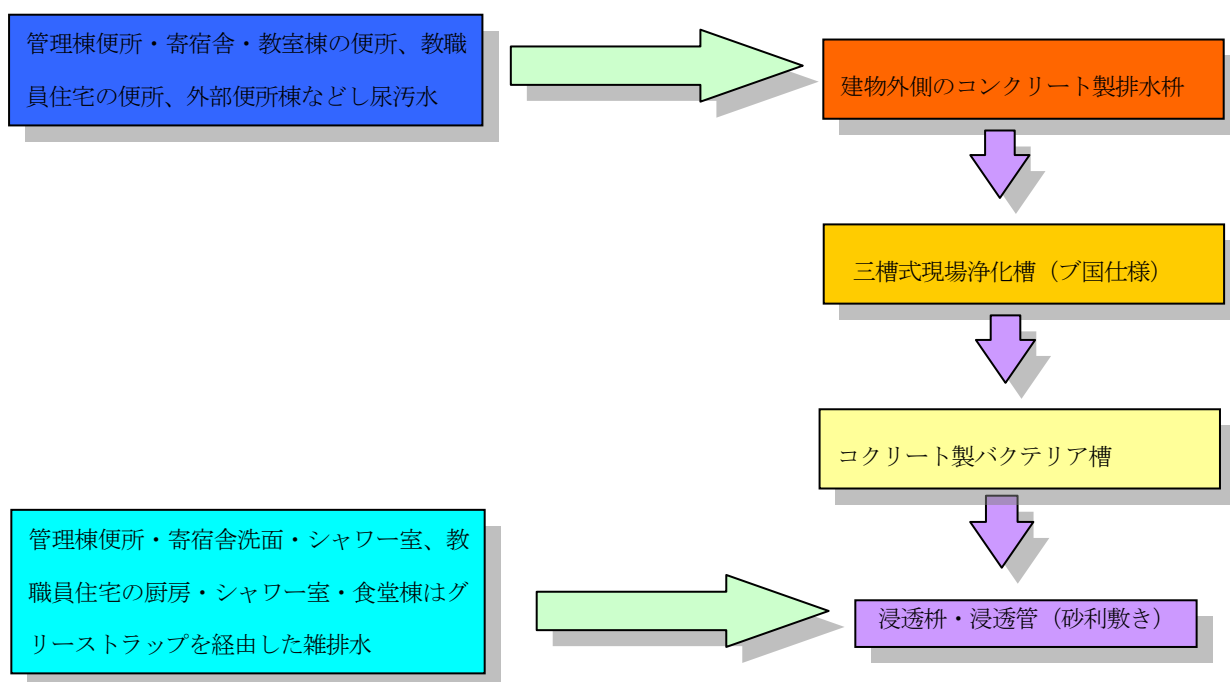 管理棟便所・寄宿舎・教室棟の便所、教職
員住宅の便所、外部便所棟などし尿汚水
建物外側のコンクリート製排水枡
三槽式現場浄化槽（ブ国仕様）
コクリート製バクテリア槽
管理棟便所・寄宿舎洗面・シャワー室、教
職員住宅の厨房・シャワー室・食堂棟はグ
リーストラップを経由した雑排水
浸透枡・浸透管（砂利敷き）